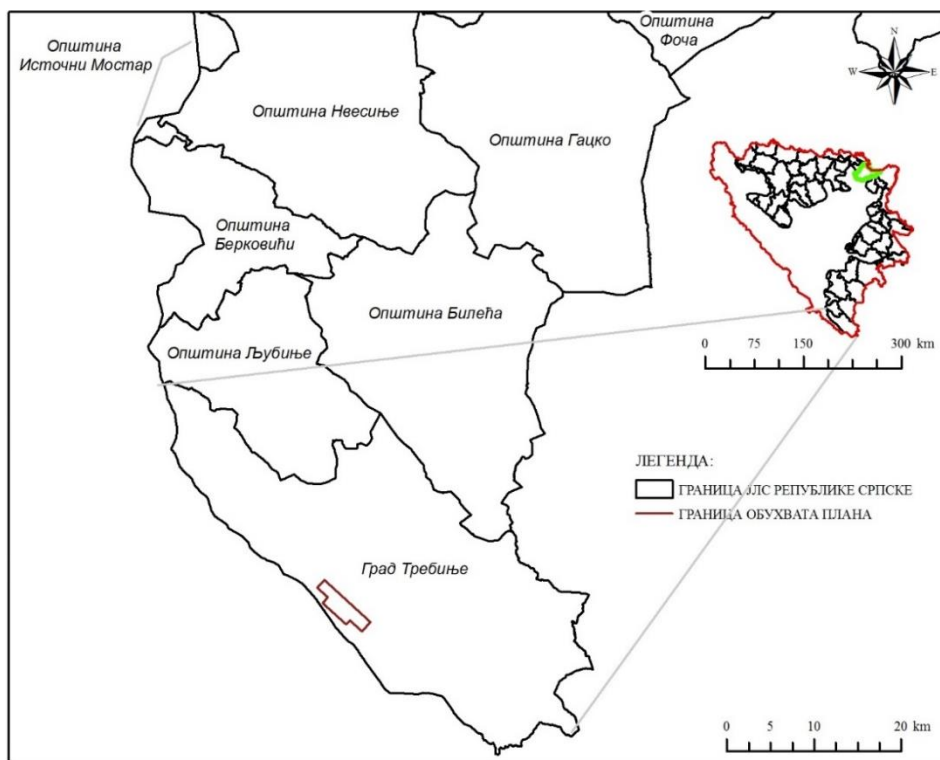 Општина
Фоча
Општина
Источни Мостар
N
W
E
S
Општина Невесиње
Општина Гацко
Општина
Берковићи
Општина Билећа
Општина Љубиње
0 75 150 300 km
ЛЕГЕНДА:
ГРАНИЦА ЈЛС РЕПУБЛИКЕ СРПСКЕ
ГРАНИЦА ОБУХВАТА ПЛАНА
Град Требиње
0 5 10 20 km